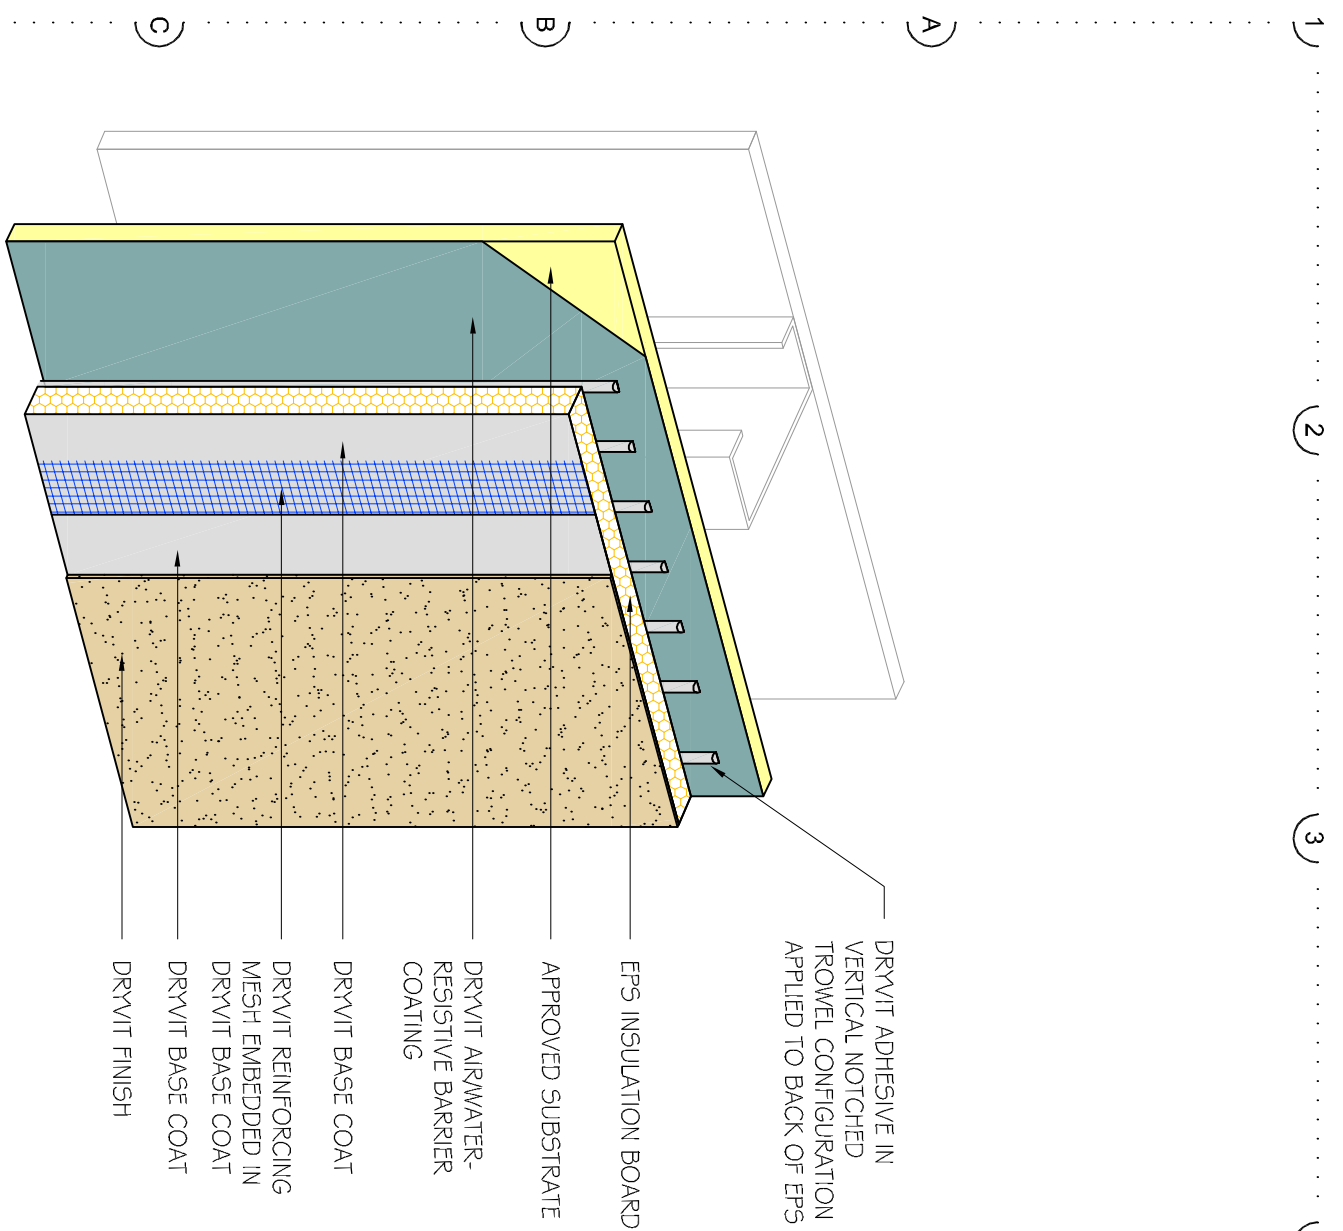 1
2
3
A
B
C
DRYVIT ADHESIVE IN
VERTICAL NOTCHED
TROWEL CONFIGURATION
APPLIED TO BACK OF EPS
EPS INSULATION BOARD
APPROVED SUBSTRATE
DRYVIT AIR/WATER-
RESISTIVE BARRIER
COATING
DRYVIT BASE COAT
DRYVIT REINFORCING
MESH EMBEDDED IN
DRYVIT BASE COAT
DRYVIT BASE COAT
DRYVIT FINISH